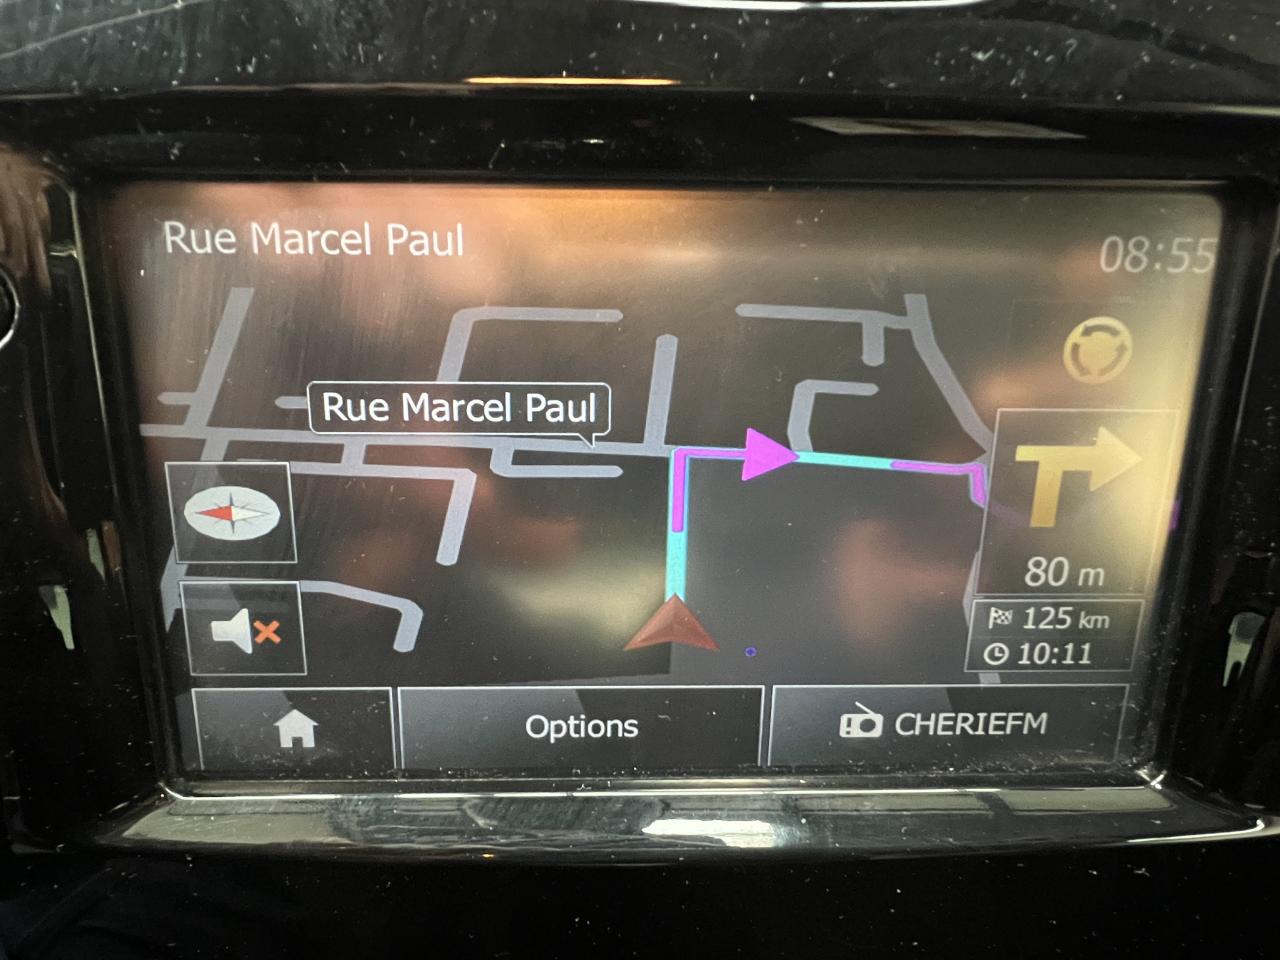 Rue Marcel Paul
08:55
Rue Marcel Paul
80 m
125 km
10:11
Options
CHERIEFM